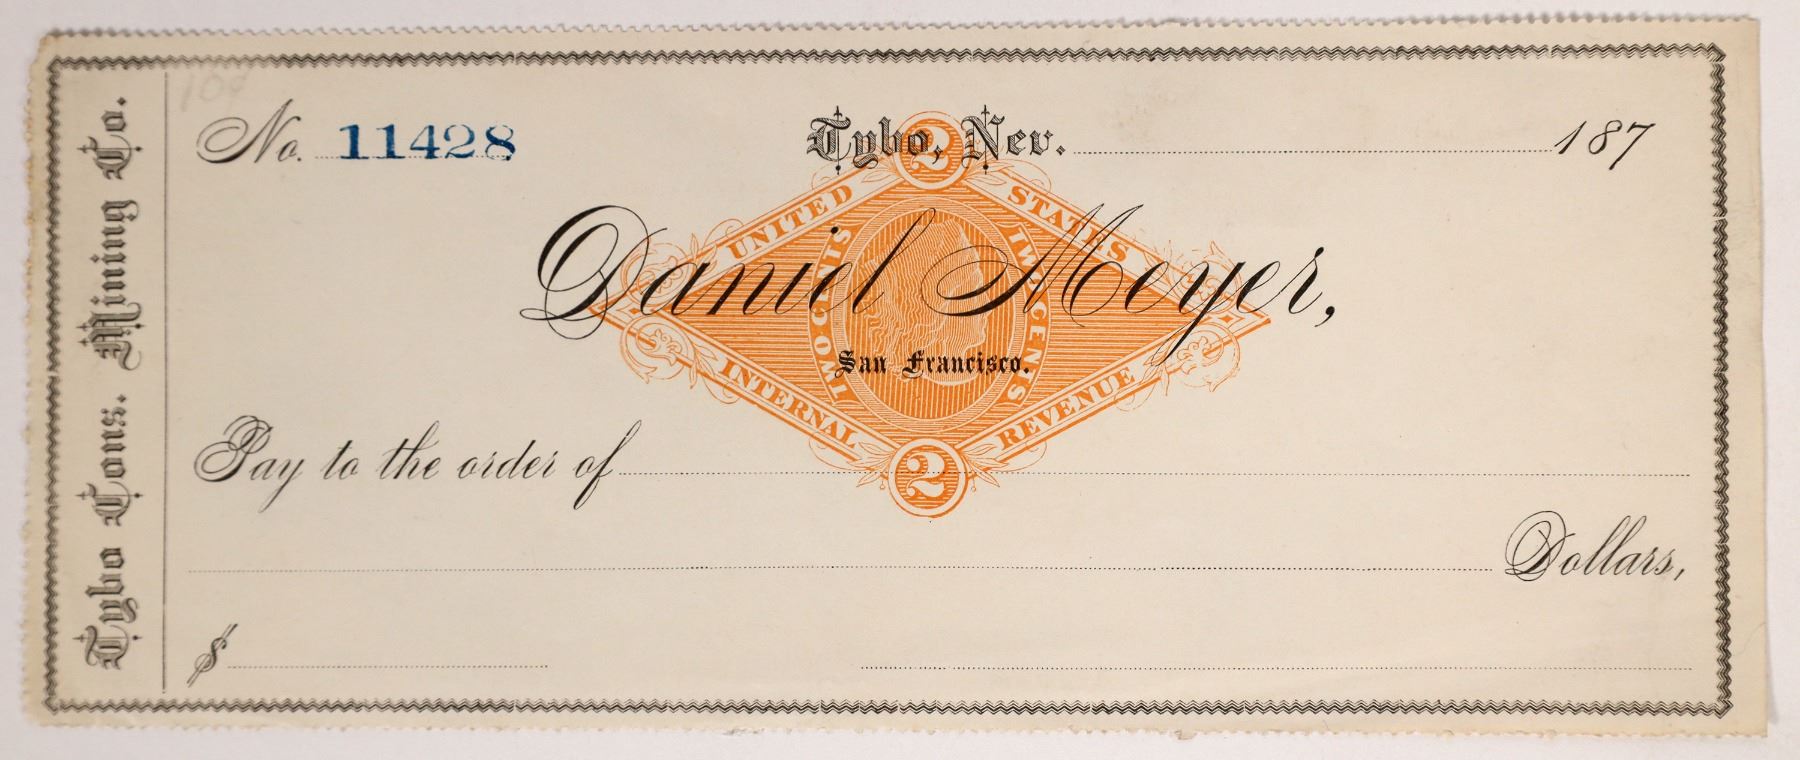 10¢
No. 11428
Tybo, Nev. 187
2
UNITED STATES
TWO CENTS TWO CENTS
Daniel Meyer,
San Francisco.
INTERNAL REVENUE
2
Pay to the order of
Dollars,
$
Tybo Cons. Mining Co.